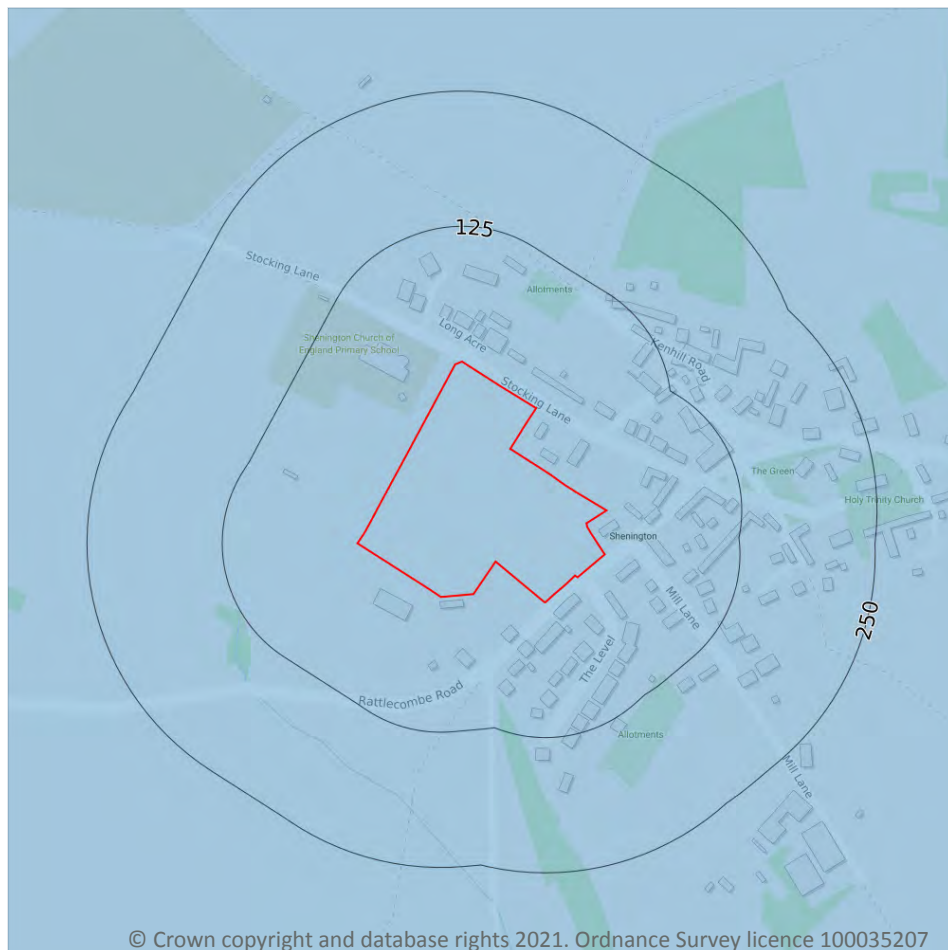 125
Stocking Lane
Allotments
Long Acre
Shenington Church of
England Primary School
Kenhill Road
Stocking Lane
The Green
Holy Trinity Church
Shenington
Mill Lane
250
The Level
Rattlecombe Road
Allotments
Mill Lane
© Crown copyright and database rights 2021. Ordnance Survey licence 100035207